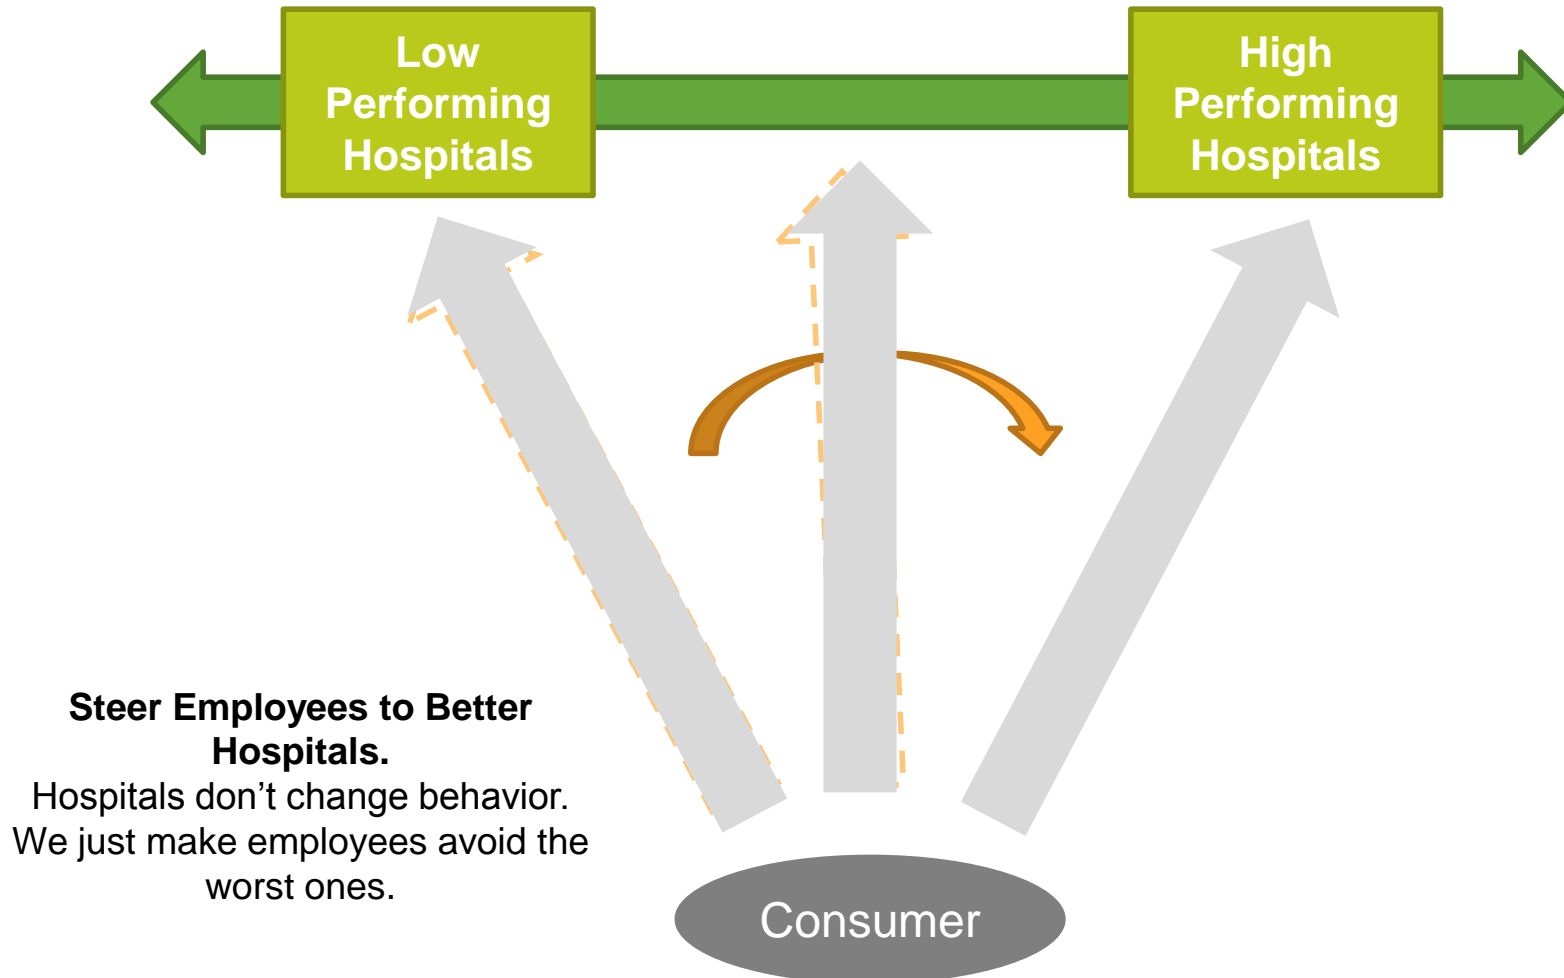 Low
Performing
Hospitals
High
Performing
Hospitals
Steer Employees to Better
Hospitals.
Hospitals don’t change behavior.
We just make employees avoid the
worst ones.
Consumer